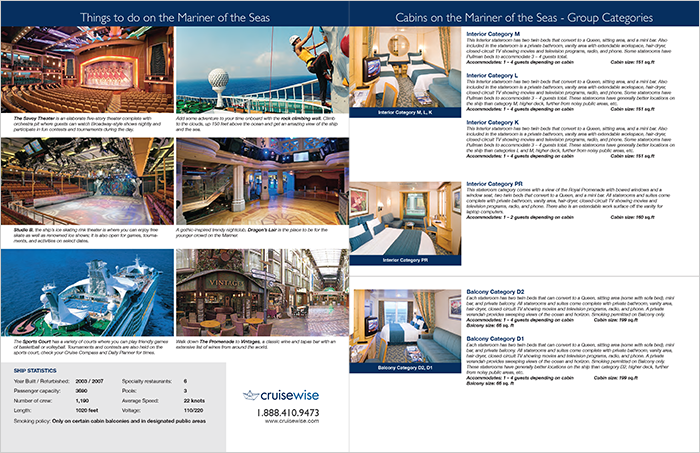 Things to do on the Mariner of the Seas
The Savoy Theater is an elaborate five-story theater complete with
orchestra pit where guests can watch Broadway-style shows nightly and
participate in fun contests and tournaments during the day.
Add some adventure to your time onboard with the rock climbing wall. Climb
to the clouds, up 150 feet above the ocean and get an amazing view of the ship
and the sea.
Studio B, the ship's ice skating rink theater is where you can enjoy free
skate as well as renowned ice shows. It is also open for games, tourna-
ments, and activities on select dates.
A gothic-inspired trendy nightclub, Dragon's Lair is the place to be for the
younger crowd on the Mariner.
VINTAGES
The Sports Court has a variety of courts where you can play friendly games
of basketball or volleyball. Tournaments and contests are also held on the
sports court, check your Cruise Compass and Daily Planner for times.
Walk down The Promenade to Vintages, a classic wine and tapas bar with an
extensive list of wines from around the world.
SHIP STATISTICS
Year Built / Refurbished: 2003 / 2007 Specialty restaurants: 6
Passenger capacity: 3690 Pools: 3
Number of crew: 1,190 Average Speed: 22 knots
Length: 1020 feet Voltage: 110/220
Smoking policy: Only on certain cabin balconies and in designated public areas
cruisewise
1.888.410.9473
www.cruisewise.com
Cabins on the Mariner of the Seas - Group Categories
Interior Category M, L, K
Interior Category M
This Interior stateroom has two twin beds that convert to a Queen, sitting area, and a mini bar. Also
included in the stateroom is a private bathroom, vanity area with extendable workspace, hair-dryer,
closed-circuit TV showing movies and television programs, radio, and phone. Some staterooms have
Pullman beds to accommodate 3 - 4 guests total.
Accommodates: 1 - 4 guests depending on cabin Cabin size: 151 sq.ft
Interior Category L
This Interior stateroom has two twin beds that convert to a Queen, sitting area, and a mini bar. Also
included in the stateroom is a private bathroom, vanity area with extendable workspace, hair-dryer,
closed-circuit TV showing movies and television programs, radio, and phone. Some staterooms have
Pullman beds to accommodate 3 - 4 guests total. These staterooms have generally better locations on
the ship than category M; higher deck, further from noisy public areas, etc.
Accommodates: 1 - 4 guests depending on cabin Cabin size: 151 sq.ft
Interior Category K
This Interior stateroom has two twin beds that convert to a Queen, sitting area, and a mini bar. Also
included in the stateroom is a private bathroom, vanity area with extendable workspace, hair-dryer,
closed-circuit TV showing movies and television programs, radio, and phone. Some staterooms have
Pullman beds to accommodate 3 - 4 guests total. These staterooms have generally better locations on
the ship than categories L and M; higher deck, further from noisy public areas, etc.
Accommodates: 1 - 4 guests depending on cabin Cabin size: 151 sq.ft
Interior Category PR
Interior Category PR
This stateroom category comes with a view of the Royal Promenade with bowed windows and a
window seat, two twin beds that can convert to a Queen, and a mini bar. All staterooms and suites come
complete with private bathroom, vanity area, hair-dryer, closed-circuit TV showing movies and
television programs, radio, and phone. There also is an extendable work surface off the vanity for
laptop computers.
Accommodates: 1 - 2 guests depending on cabin Cabin size: 160 sq.ft
Balcony Category D2, D1
Balcony Category D2
Each stateroom has two twin beds that can convert to a Queen, sitting area (some with sofa bed), mini
bar, and private balcony. All staterooms and suites come complete with private bathroom, vanity area,
hair dryer, closed circuit TV showing movies and television programs, radio and phone. A private
verandah provides sweeping views of the ocean and horizon. Smoking permitted on Balcony only.
Accommodates: 1 - 4 guests depending on cabin Cabin size: 199 sq.ft
Balcony size: 65 sq. ft
Balcony Category D1
Each stateroom has two twin beds that can convert to a Queen, sitting area (some with sofa bed), mini
bar, and private balcony. All staterooms and suites come complete with private bathroom, vanity area,
hair dryer, closed circuit TV showing movies and television programs, radio and phone. A private
verandah provides sweeping views of the ocean and horizon. Smoking permitted on Balcony only.
These staterooms have generally better locations on the ship than category D2, higher deck, further
from noisy public areas, etc.
Accommodates: 1 - 4 guests depending on cabin Cabin size: 199 sq.ft
Balcony size: 65 sq. ft